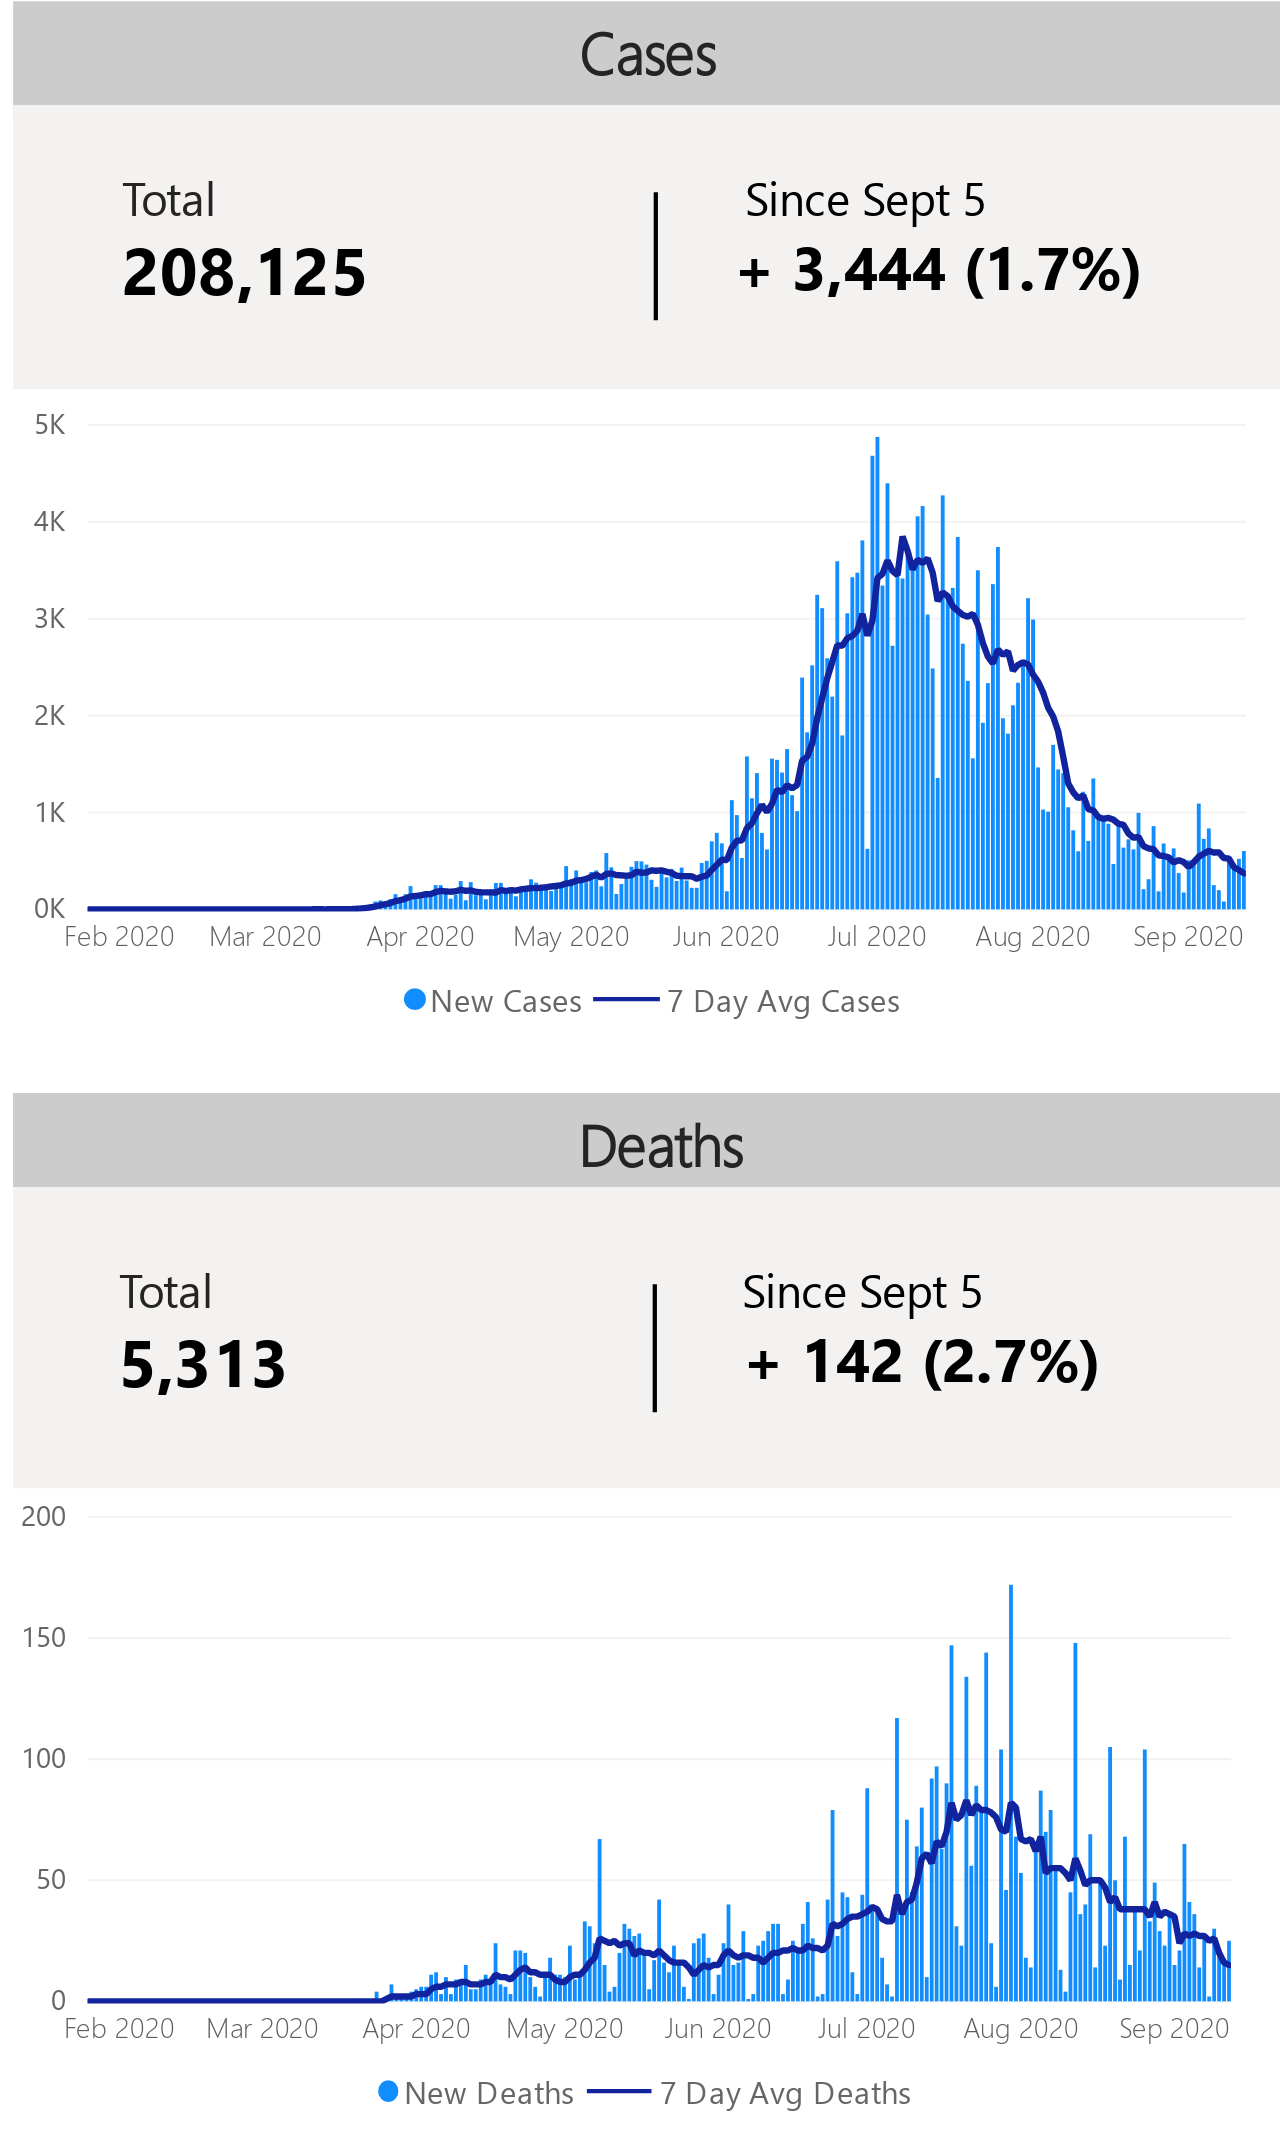 Cases
Total
Since Sept 5
208,125
+ 3,444 (1.7%)
5K
4K
3K
2K
1K
0K
Feb 2020 Mar 2020 Apr 2020 May 2020 Jun 2020 Jul 2020 Aug 2020 Sep 2020
New Cases 7 Day Avg Cases
Deaths
Total
Since Sept 5
5,313
+ 142 (2.7%)
200
150
100
50
0
Feb 2020 Mar 2020 Apr 2020 May 2020 Jun 2020 Jul 2020 Aug 2020 Sep 2020
New Deaths 7 Day Avg Deaths